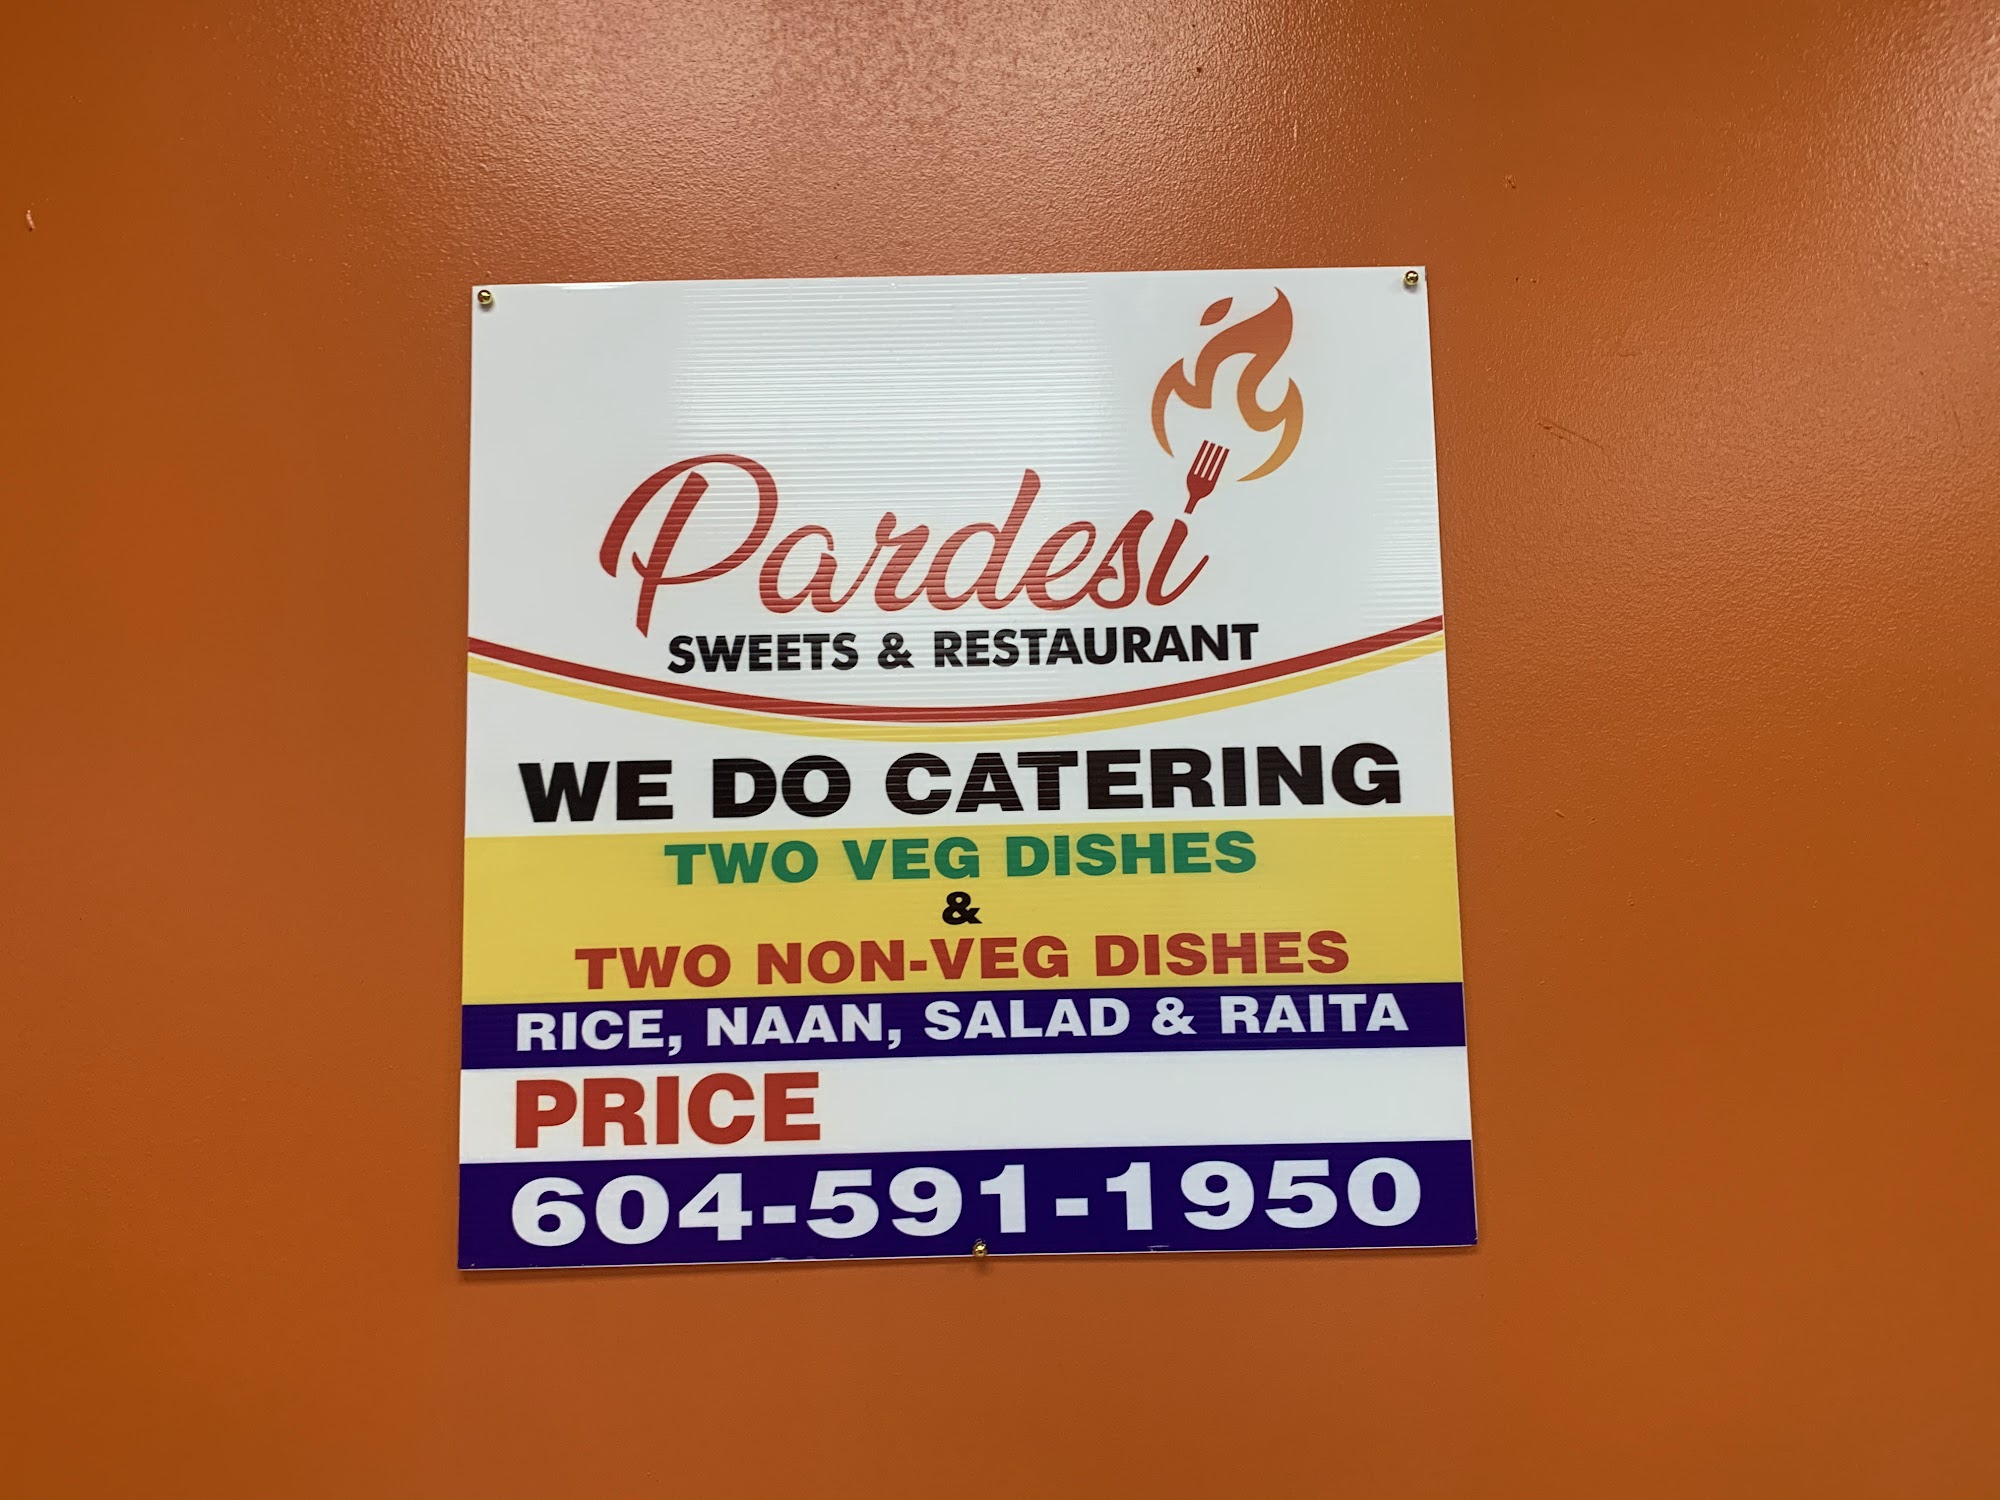 Pardesi
SWEETS & RESTAURANT
WE DO CATERING
TWO VEG DISHES
&
TWO NON-VEG DISHES
RICE, NAAN, SALAD & RAITA
PRICE
604-591-1950